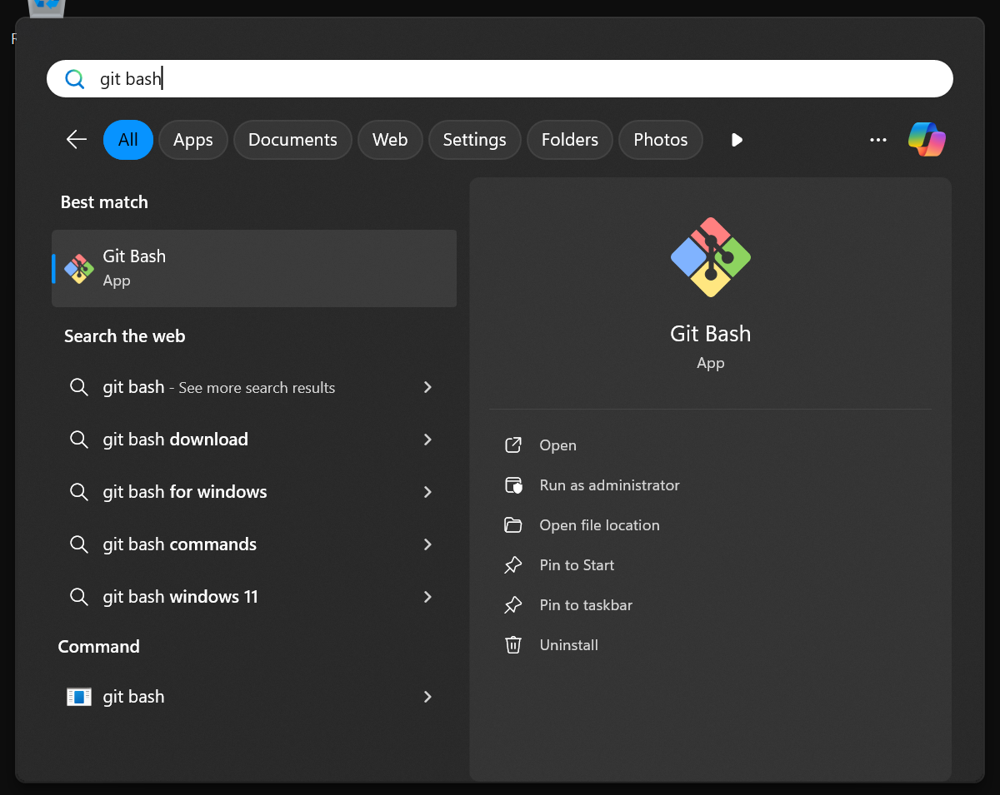 git bash
All
Apps
Documents
Web
Settings
Folders
Photos
Best match
Git Bash
App
Search the web
git bash - See more search results
git bash download
git bash for windows
git bash commands
git bash windows 11
Command
git bash
Git Bash
App
Open
Run as administrator
Open file location
Pin to Start
Pin to taskbar
Uninstall